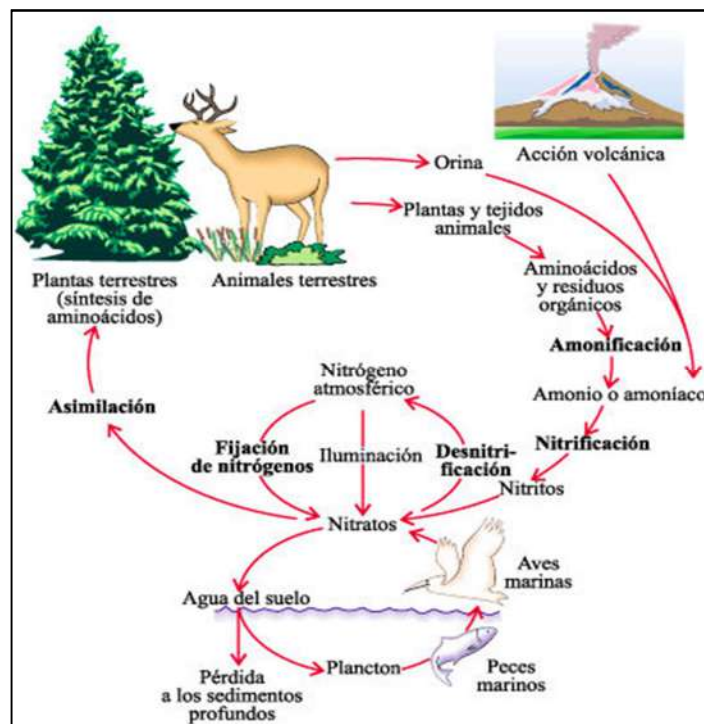 Orina
Acción volcánica
Plantas y tejidos
animales
Plantas terrestres
(síntesis de
aminoácidos)
Animales terrestres
Aminoácidos
y residuos
orgánicos
Amonificación
Amonio o amoníaco
Nitrificación
Nitritos
Asimilación
Nitrógeno
atmosférico
Fijación
de nitrógenos
Iluminación
Desnitri-
ficación
Nitratos
Aves
marinas
Agua del suelo
Plancton
Peces
marinos
Pérdida
a los sedimentos
profundos